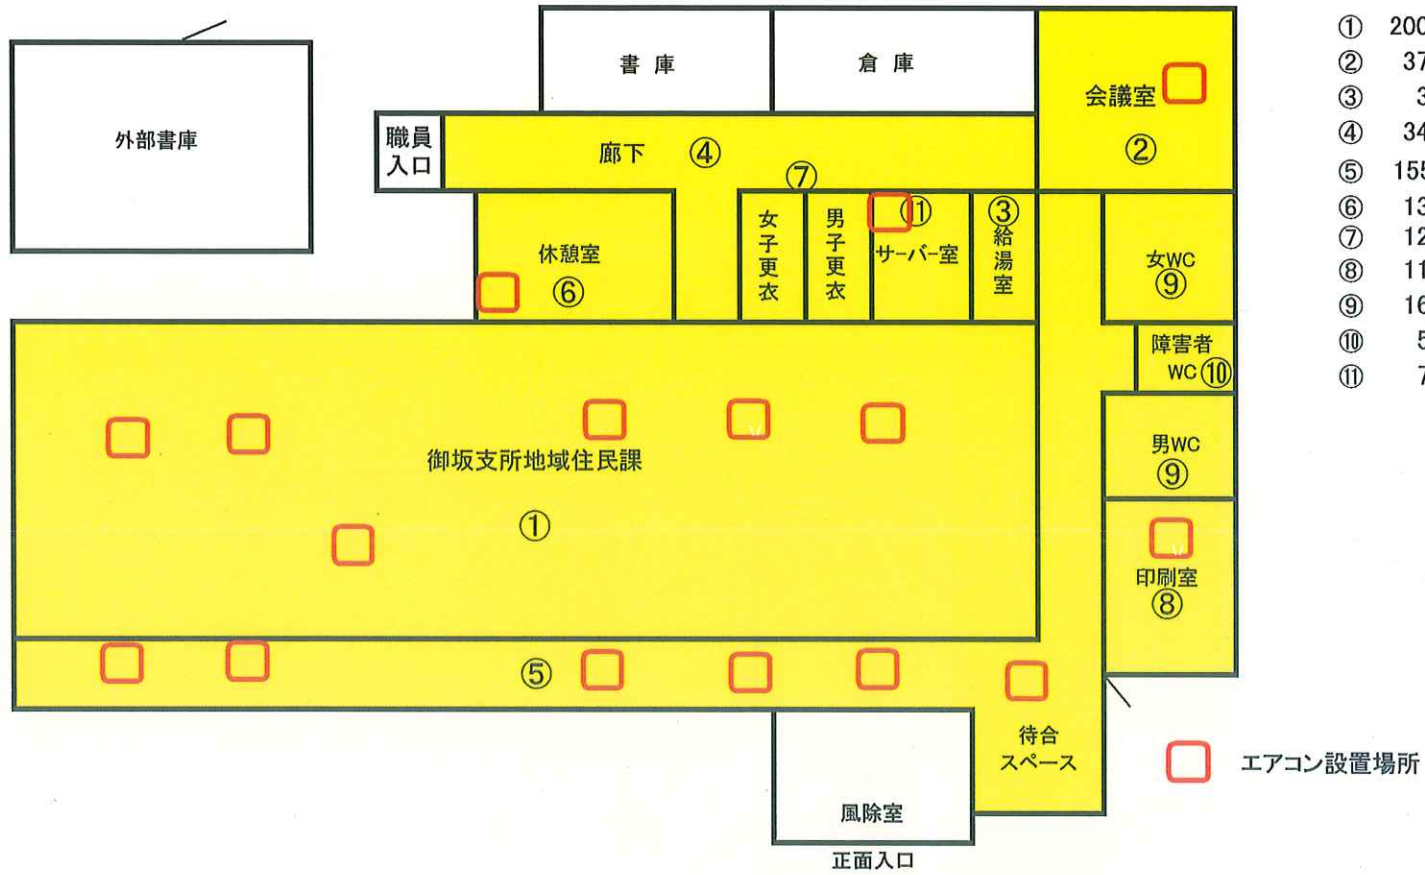 ① 200
書 庫
倉 庫
② 37
会議室
③ 3
外部書庫
職員
入口
廊下
④
②
④ 34
⑦
⑤ 155
⑥ 13
女子更衣
男子更衣
⑪
サーバー室
③
給湯室
⑦ 12
休憩室
⑥
女WC
⑨
⑧ 11
⑨ 16
障害者
WC⑩
⑩ 5
⑪ 7
御坂支所地域住民課
①
男WC
⑨
印刷室
⑧
⑤
待合
スペース
エアコン設置場所
風除室
正面入口